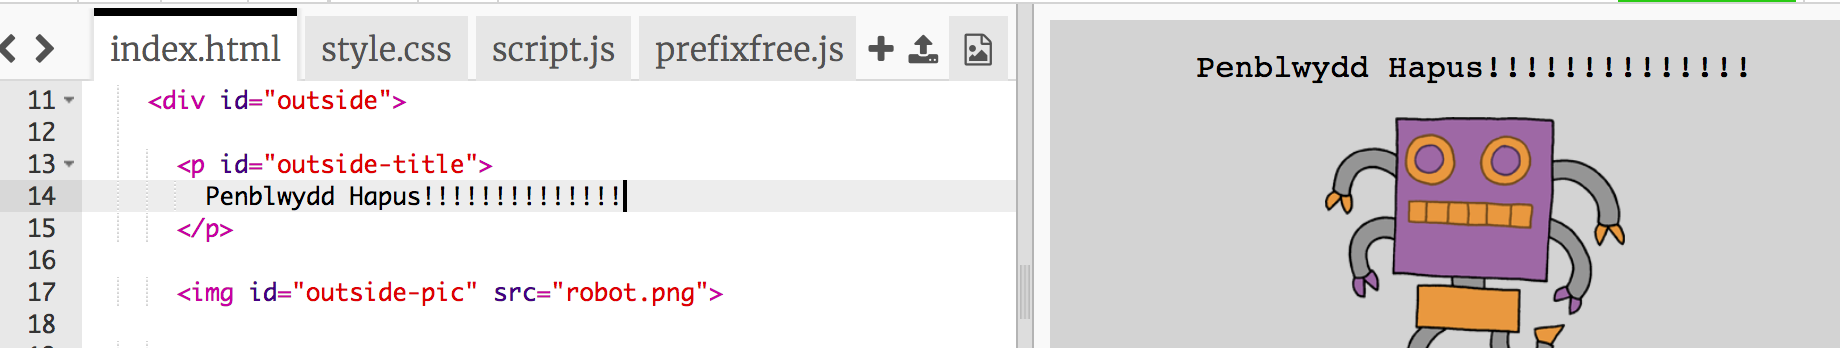 index.html style.css script.js prefixfree.js
11 <div id="outside">
12
13 <p id="outside-title">
14 Penblwydd Hapus!!!!!!!!!!!!!!
15 </p>
16
17 <img id="outside-pic" src="robot.png">
18
Penblwydd Hapus!!!!!!!!!!!!!!